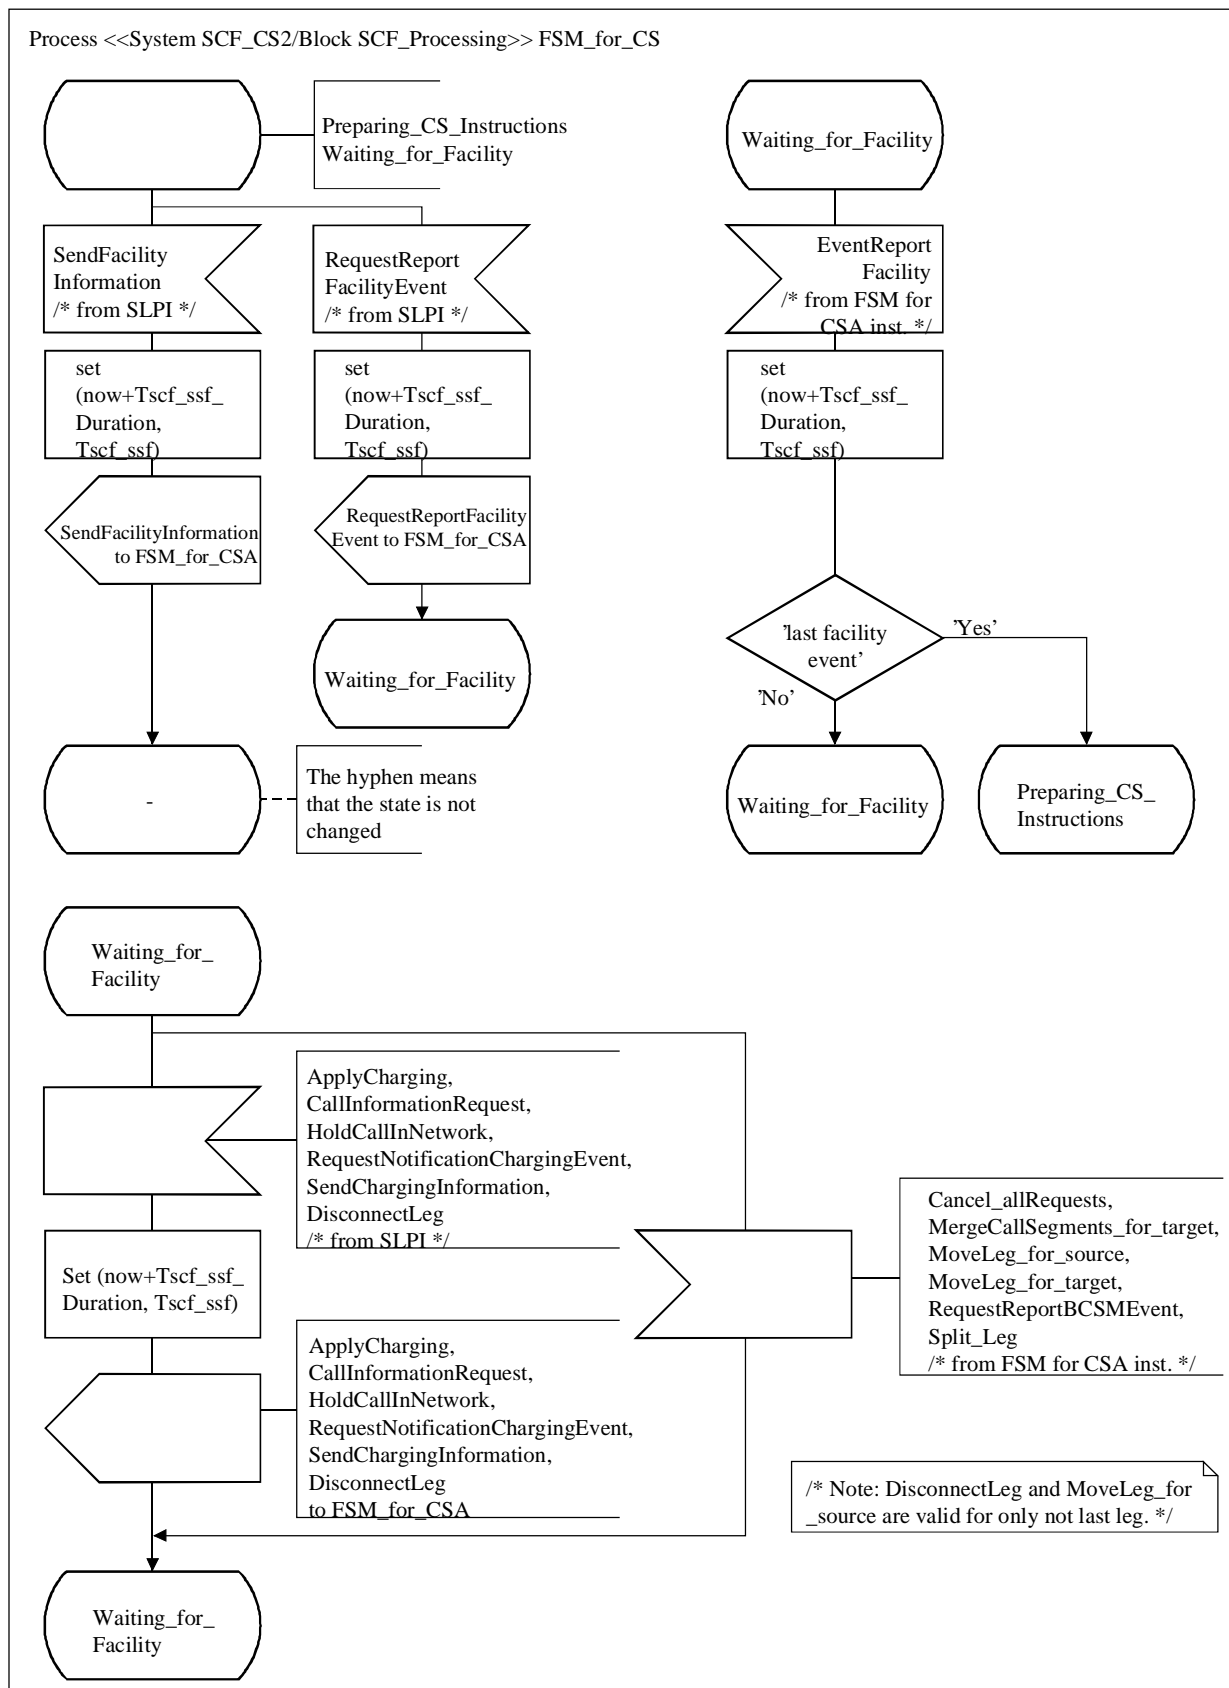 Process <<System SCF_CS2/Block SCF_Processing>> FSM_for_CS
Preparing_CS_Instructions
Waiting_for_Facility
SendFacility
Information
/* from SLPI */
set
(now+Tscf_ssf_
Duration,
Tscf_ssf)
SendFacilityInformation
to FSM_for_CSA
-
The hyphen means
that the state is not
changed
RequestReport
FacilityEvent
/* from SLPI */
set
(now+Tscf_ssf_
Duration,
Tscf_ssf)
RequestReportFacility
Event to FSM_for_CSA
Waiting_for_Facility
Waiting_for_Facility
EventReport
Facility
/* from FSM for
CSA inst. */
set
(now+Tscf_ssf_
Duration,
Tscf_ssf)
'last facility
event'
'Yes'
'No'
Waiting_for_Facility
Preparing_CS_
Instructions
Waiting_for_
Facility
ApplyCharging,
CallInformationRequest,
HoldCallInNetwork,
RequestNotificationChargingEvent,
SendChargingInformation,
DisconnectLeg
/* from SLPI */
Set (now+Tscf_ssf_
Duration, Tscf_ssf)
ApplyCharging,
CallInformationRequest,
HoldCallInNetwork,
RequestNotificationChargingEvent,
SendChargingInformation,
DisconnectLeg
to FSM_for_CSA
Cancel_allRequests,
MergeCallSegments_for_target,
MoveLeg_for_source,
MoveLeg_for_target,
RequestReportBCSMEvent,
Split_Leg
/* from FSM for CSA inst. */
/* Note: DisconnectLeg and MoveLeg_for
_source are valid for only not last leg. */
Waiting_for_
Facility